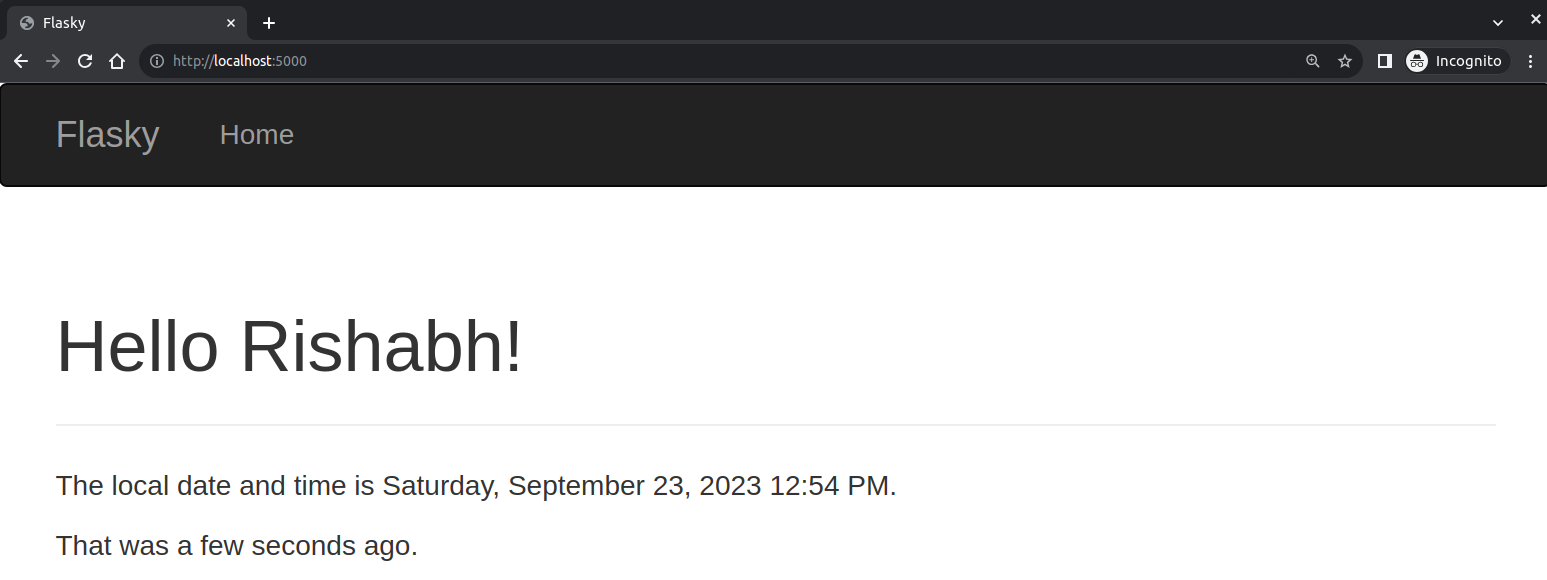 Flasky
http://localhost:5000
Incognito
Flasky Home
Hello Rishabh!
The local date and time is Saturday, September 23, 2023 12:54 PM.
That was a few seconds ago.